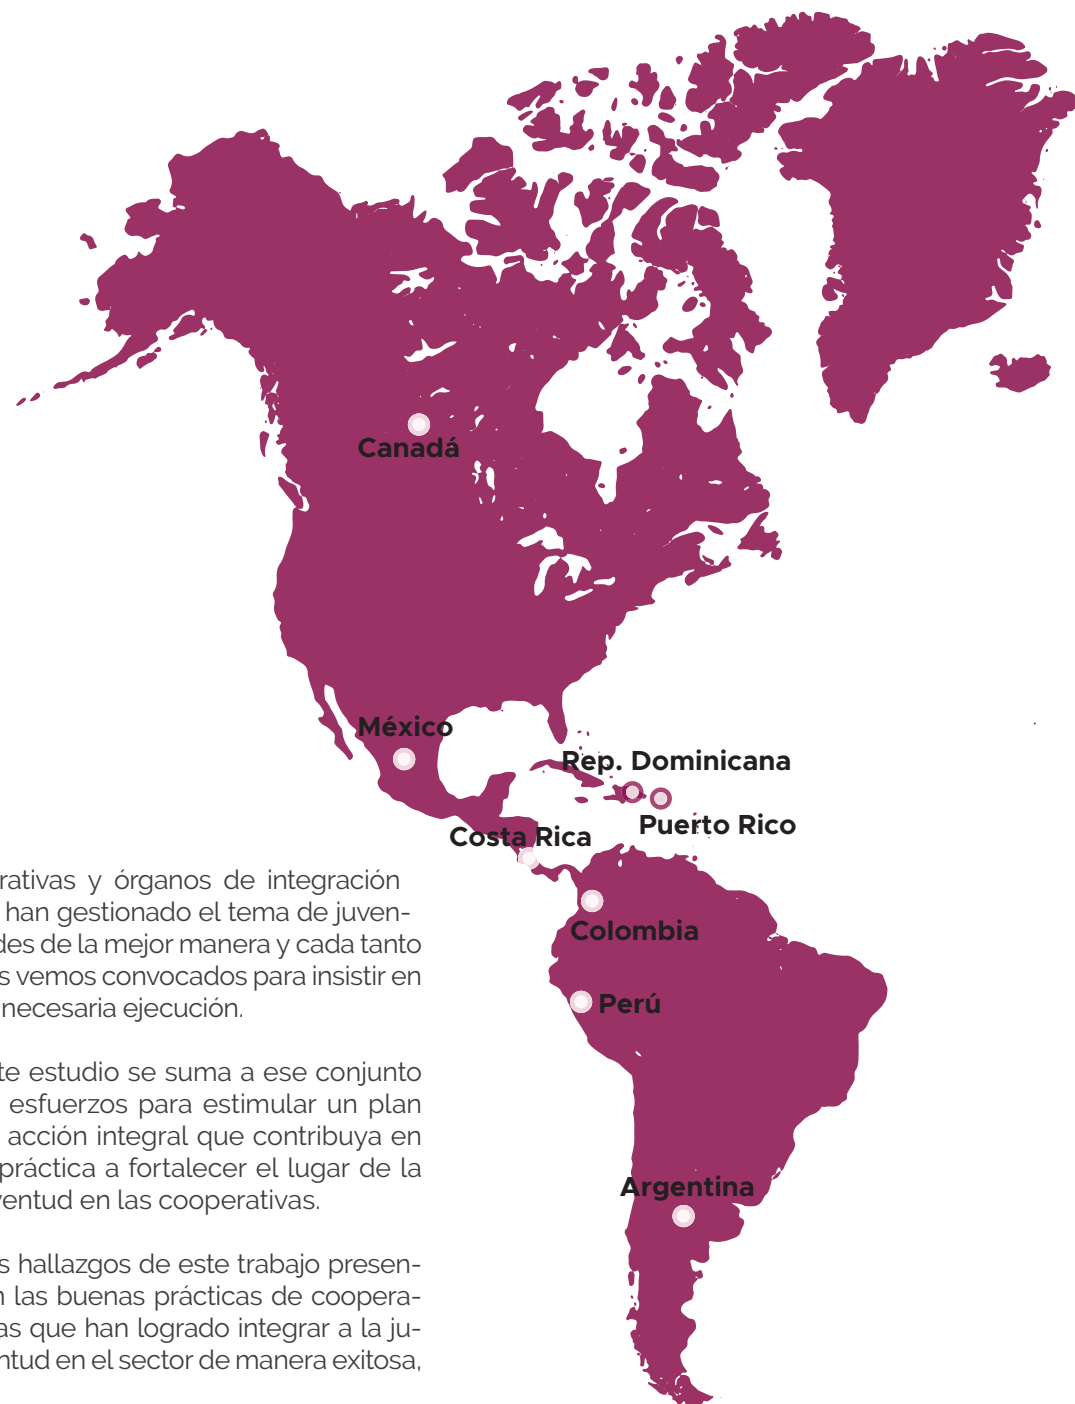 Canadá
México
Rep. Dominicana
Puerto Rico
Costa Rica
Colombia
Perú
Argentina
rativas y órganos de integración
han gestionado el tema de juven-
des de la mejor manera y cada tanto
s vemos convocados para insistir en
necesaria ejecución.
te estudio se suma a ese conjunto
esfuerzos para estimular un plan
acción integral que contribuya en
práctica a fortalecer el lugar de la
ventud en las cooperativas.
s hallazgos de este trabajo presen-
n las buenas prácticas de coopera-
as que han logrado integrar a la ju-
ntud en el sector de manera exitosa,